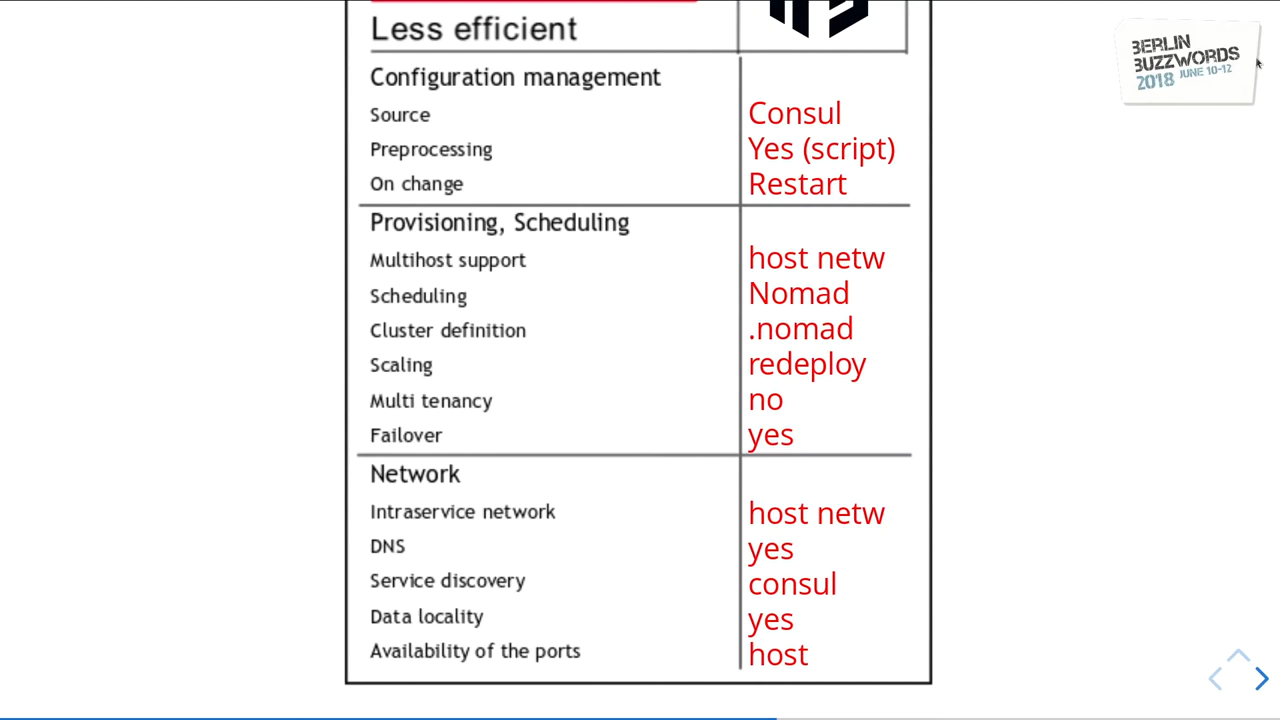 Less efficient
Configuration management
Source Consul
Preprocessing Yes (script)
On change Restart
Provisioning, Scheduling
Multihost support host netw
Scheduling Nomad
Cluster definition .nomad
Scaling redeploy
Multi tenancy no
Failover yes
Network
Intraservice network host netw
DNS yes
Service discovery consul
Data locality yes
Availability of the ports host
BERLIN
BUZZWORDS
2018 JUNE 10-12